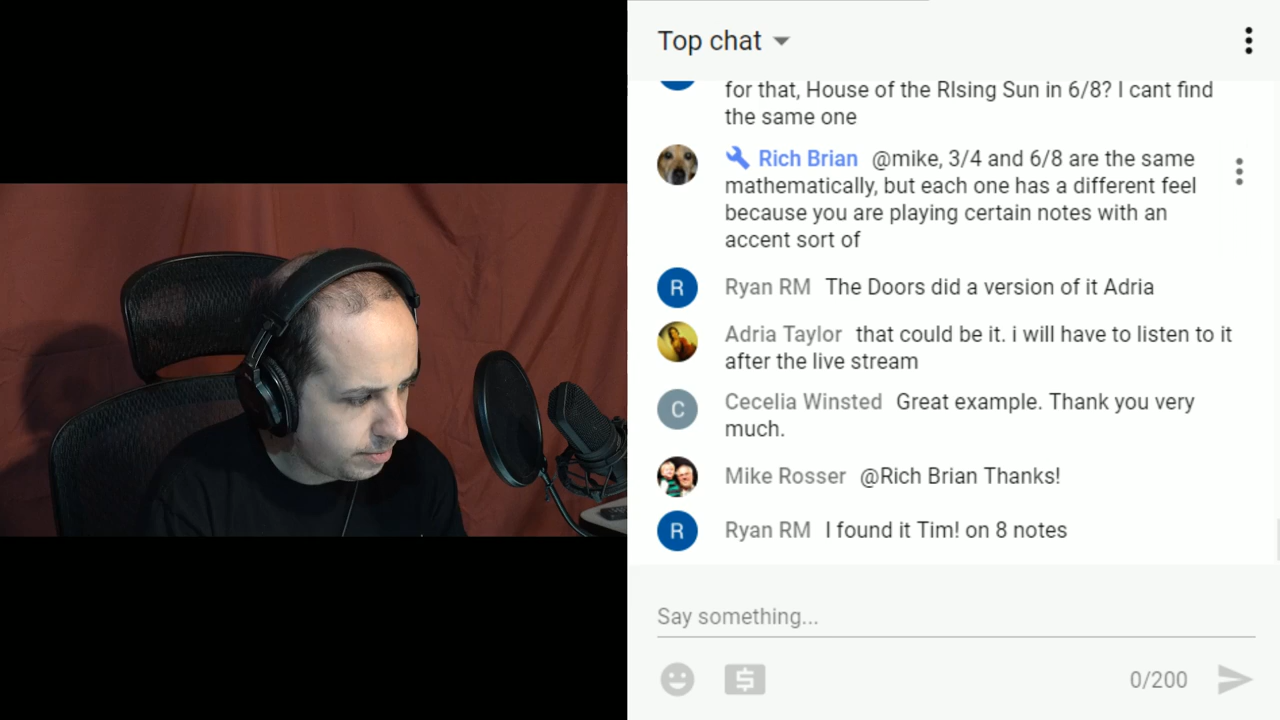 Top chat
for that, House of the RIsing Sun in 6/8? I cant find
the same one
Rich Brian @mike, 3/4 and 6/8 are the same
mathematically, but each one has a different feel
because you are playing certain notes with an
accent sort of
R Ryan RM The Doors did a version of it Adria
Adria Taylor that could be it. i will have to listen to it
after the live stream
C Cecelia Winsted Great example. Thank you very
much.
Mike Rosser @Rich Brian Thanks!
R Ryan RM I found it Tim! on 8 notes
Say something...
$ 0/200